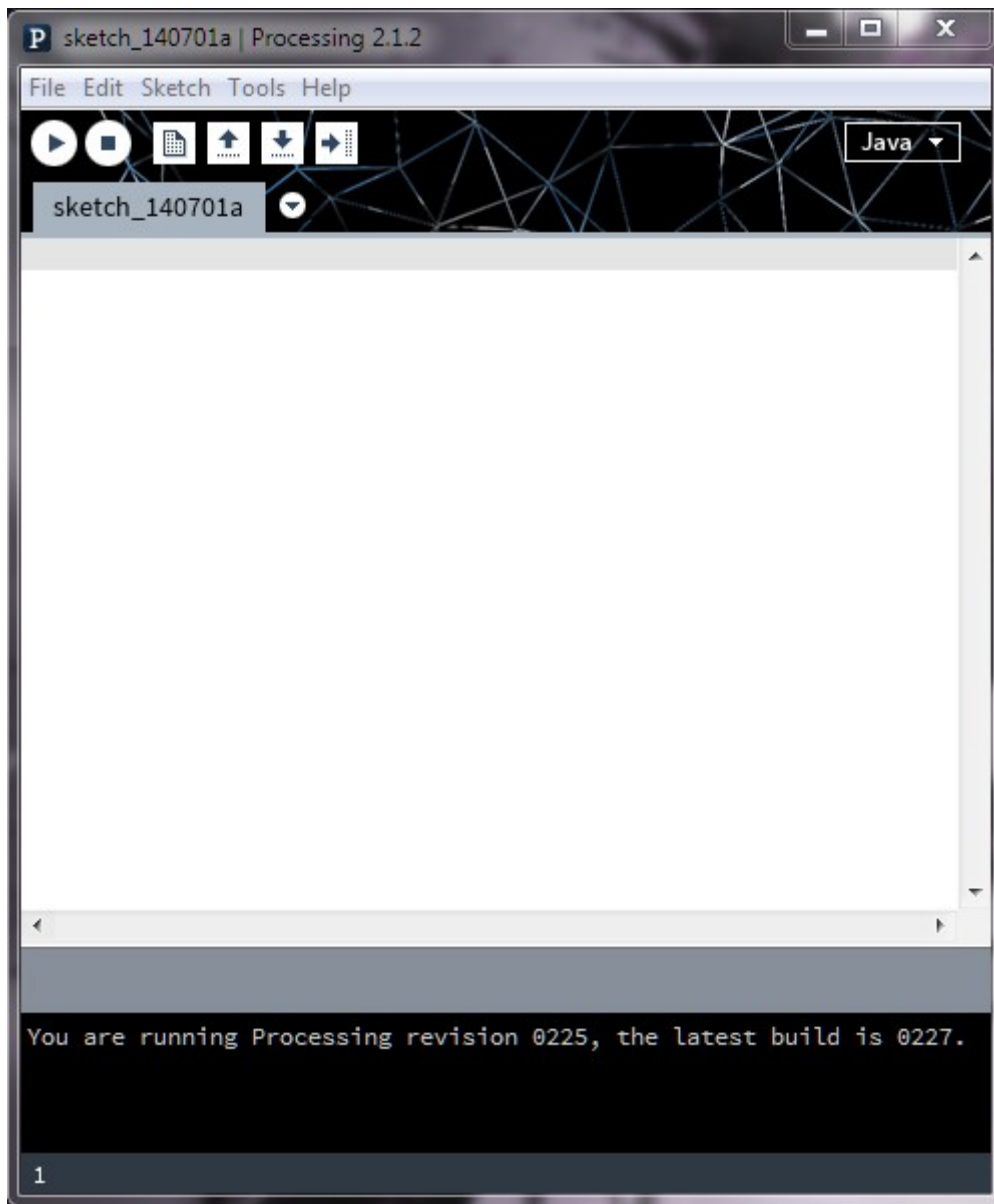 P sketch_140701a | Processing 2.1.2
File Edit Sketch Tools Help
Java
sketch_140701a
You are running Processing revision 0225, the latest build is 0227.
1